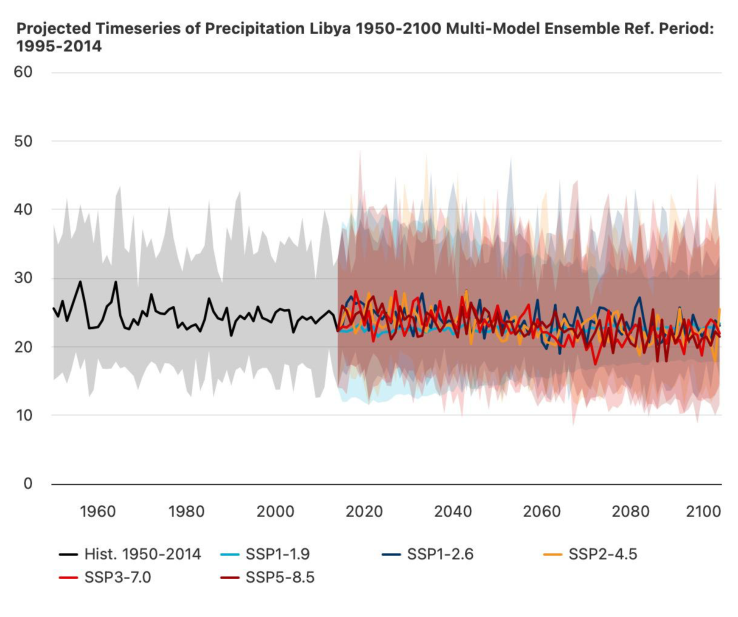 Projected Timeseries of Precipitation Libya 1950-2100 Multi-Model Ensemble Ref. Period:
1995-2014
60
50
40
30
20
10
0
1960 1980 2000 2020 2040 2060 2080 2100
Hist. 1950-2014 SSP1-1.9 SSP1-2.6 SSP2-4.5
SSP3-7.0 SSP5-8.5